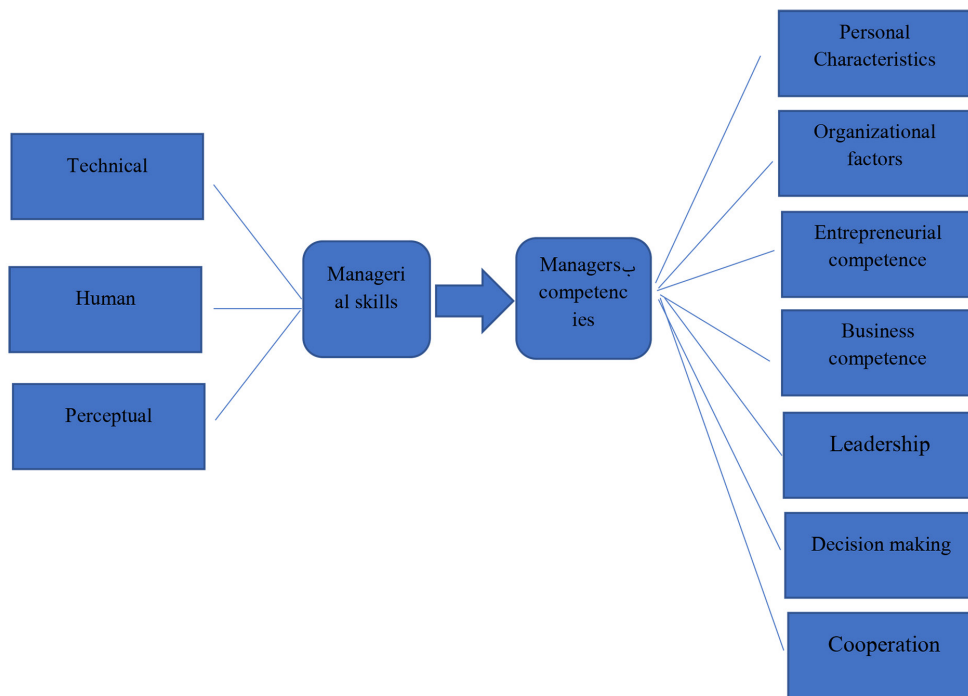 Technical
Human
Perceptual
Manageri
al skills
Managersب
competenc
ies
Personal
Characteristics
Organizational
factors
Entrepreneurial
competence
Business
competence
Leadership
Decision making
Cooperation